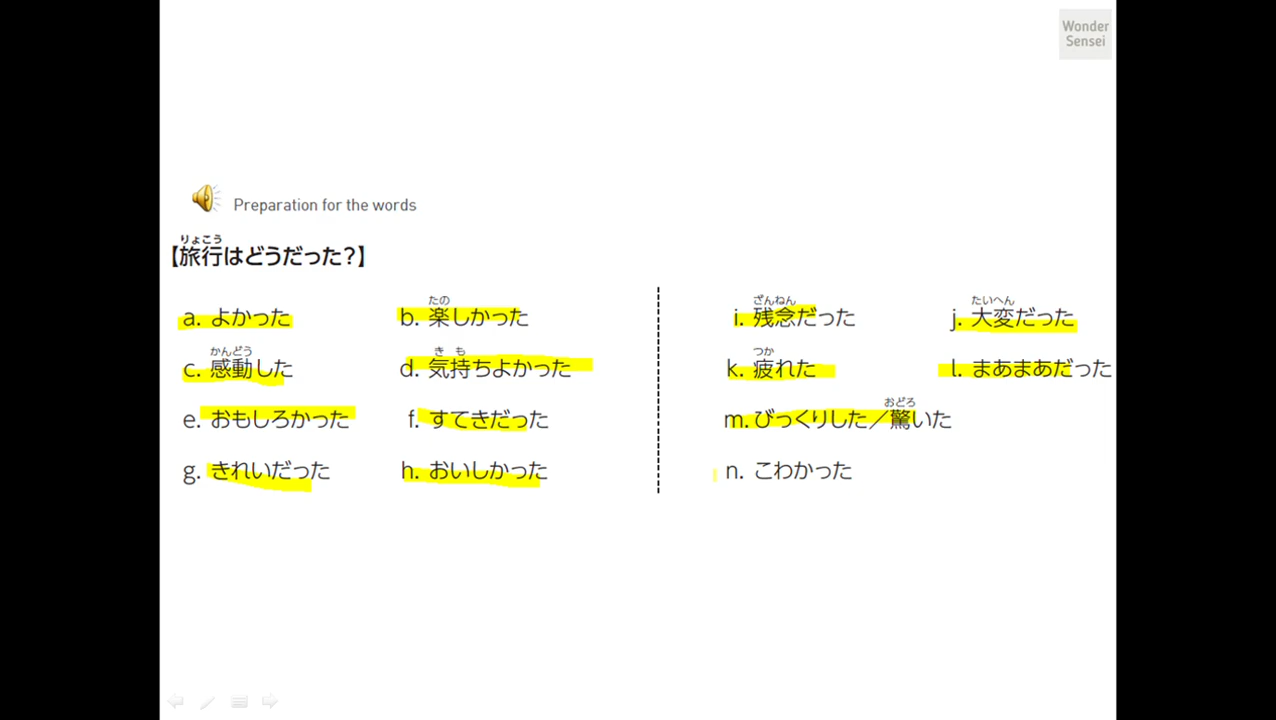 Wonder
Sensei
Preparation for the words
りょこう
【旅行はどうだった?】
たの
a. よかった b. 楽しかった
かんどう き も
c. 感動した d. 気持ちよかった
e. おもしろかった f. すてきだった
g. きれいだった h. おいしかった
ざんねん たいへん
i. 残念だった j. 大変だった
つか
k. 疲れた l. まあまあだった
おどろ
m. びっくりした／驚いた
n. こわかった